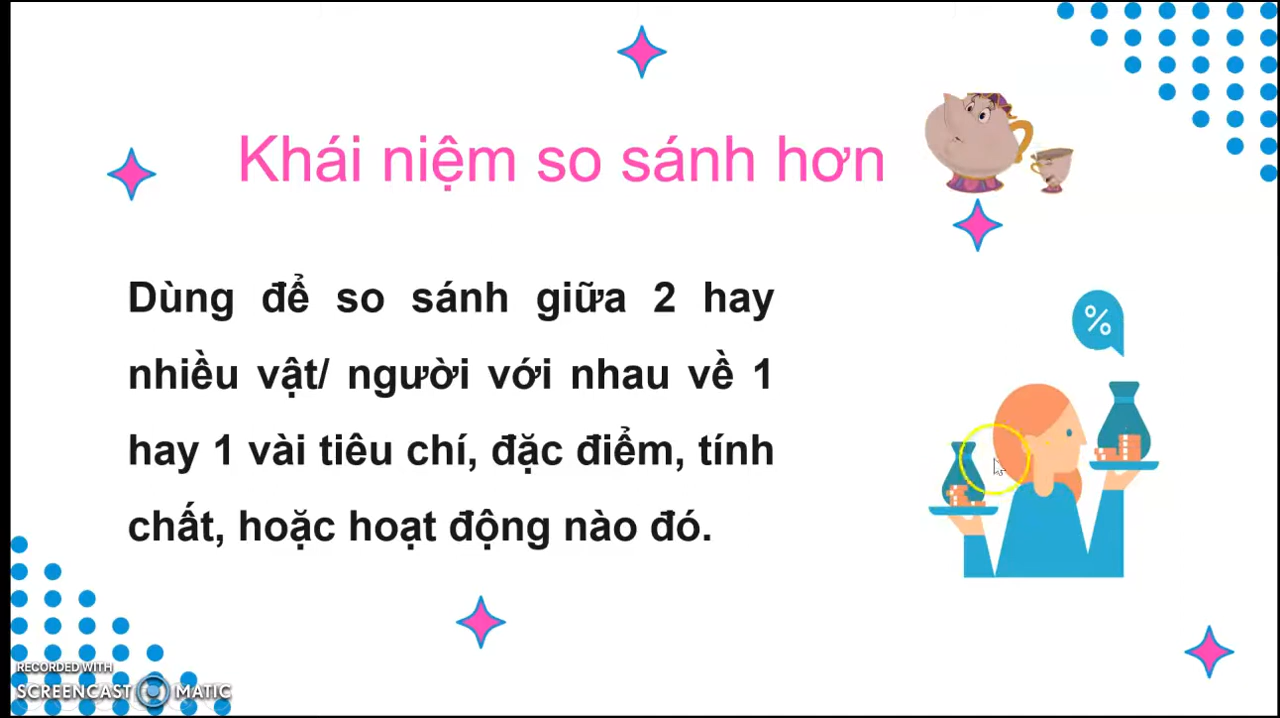 Khái niệm so sánh hơn
Dùng để so sánh giữa 2 hay
nhiều vật/ người với nhau về 1
hay 1 vài tiêu chí, đặc điểm, tính
chất, hoặc hoạt động nào đó.
%
RECORDED WITH
SCREENCAST MATIC